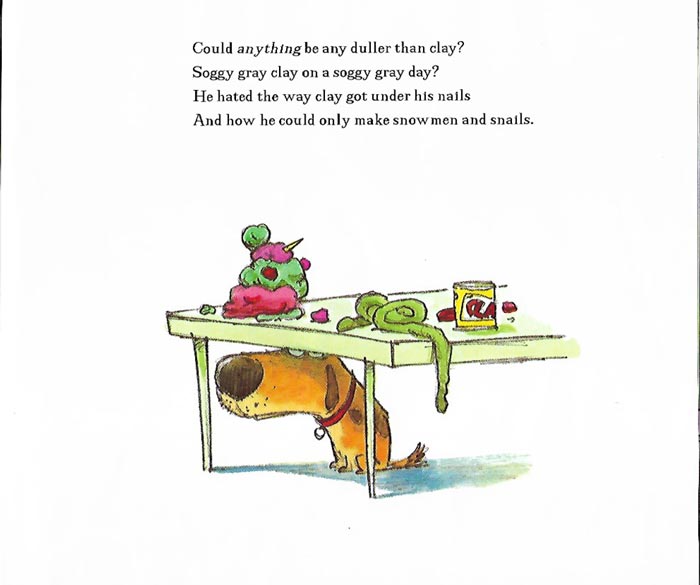 Could anything be any duller than clay?
Soggy gray clay on a soggy gray day?
He hated the way clay got under his nails
And how he could only make snowmen and snails.